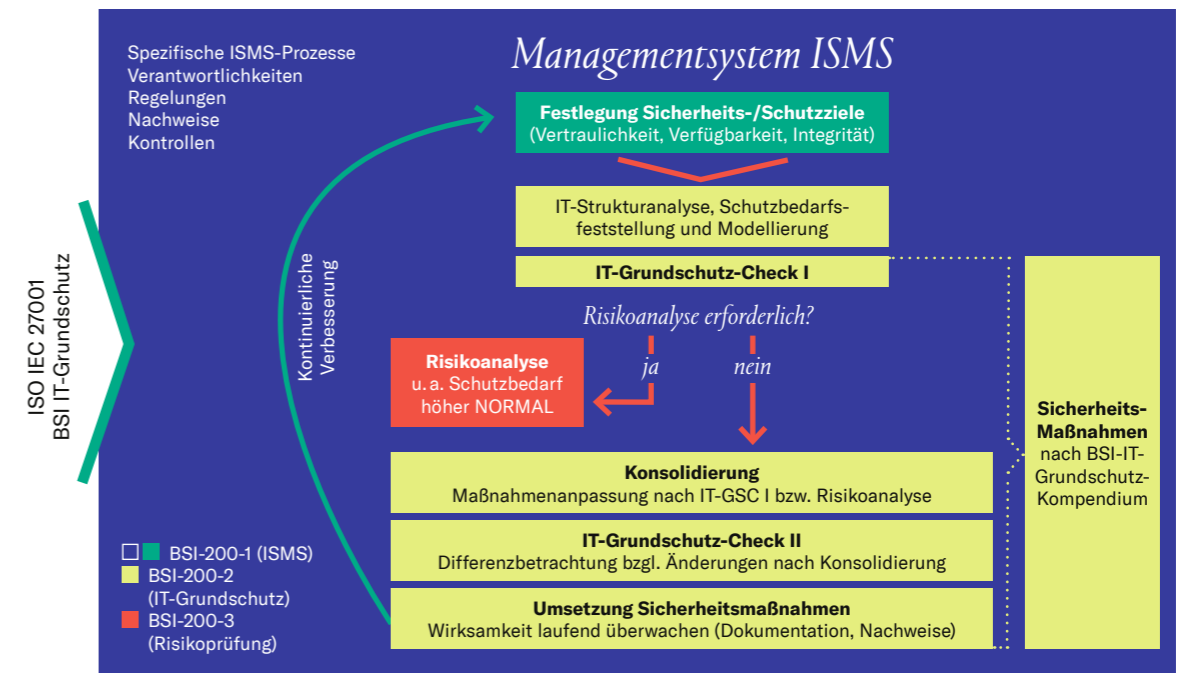 Spezifische ISMS-Prozesse
Verantwortlichkeiten
Regelungen
Nachweise
Kontrollen
Managementsystem ISMS
Festlegung Sicherheits-/Schutzziele
(Vertraulichkeit, Verfügbarkeit, Integrität)
IT-Strukturanalyse, Schutzbedarfs-
feststellung und Modellierung
IT-Grundschutz-Check I
Risikoanalyse erforderlich?
ja
nein
Risikoanalyse
u. a. Schutzbedarf
höher NORMAL
Konsolidierung
Maßnahmenanpassung nach IT-GSC I bzw. Risikoanalyse
IT-Grundschutz-Check II
Differenzbetrachtung bzgl. Änderungen nach Konsolidierung
Umsetzung Sicherheitsmaßnahmen
Wirksamkeit laufend überwachen (Dokumentation, Nachweise)
Sicherheits-
Maßnahmen
nach BSI-IT-
Grundschutz-
Kompendium
Kontinuierliche
Verbesserung
ISO IEC 27001
BSI IT-Grundschutz
BSI-200-1 (ISMS)
BSI-200-2
(IT-Grundschutz)
BSI-200-3
(Risikoprüfung)